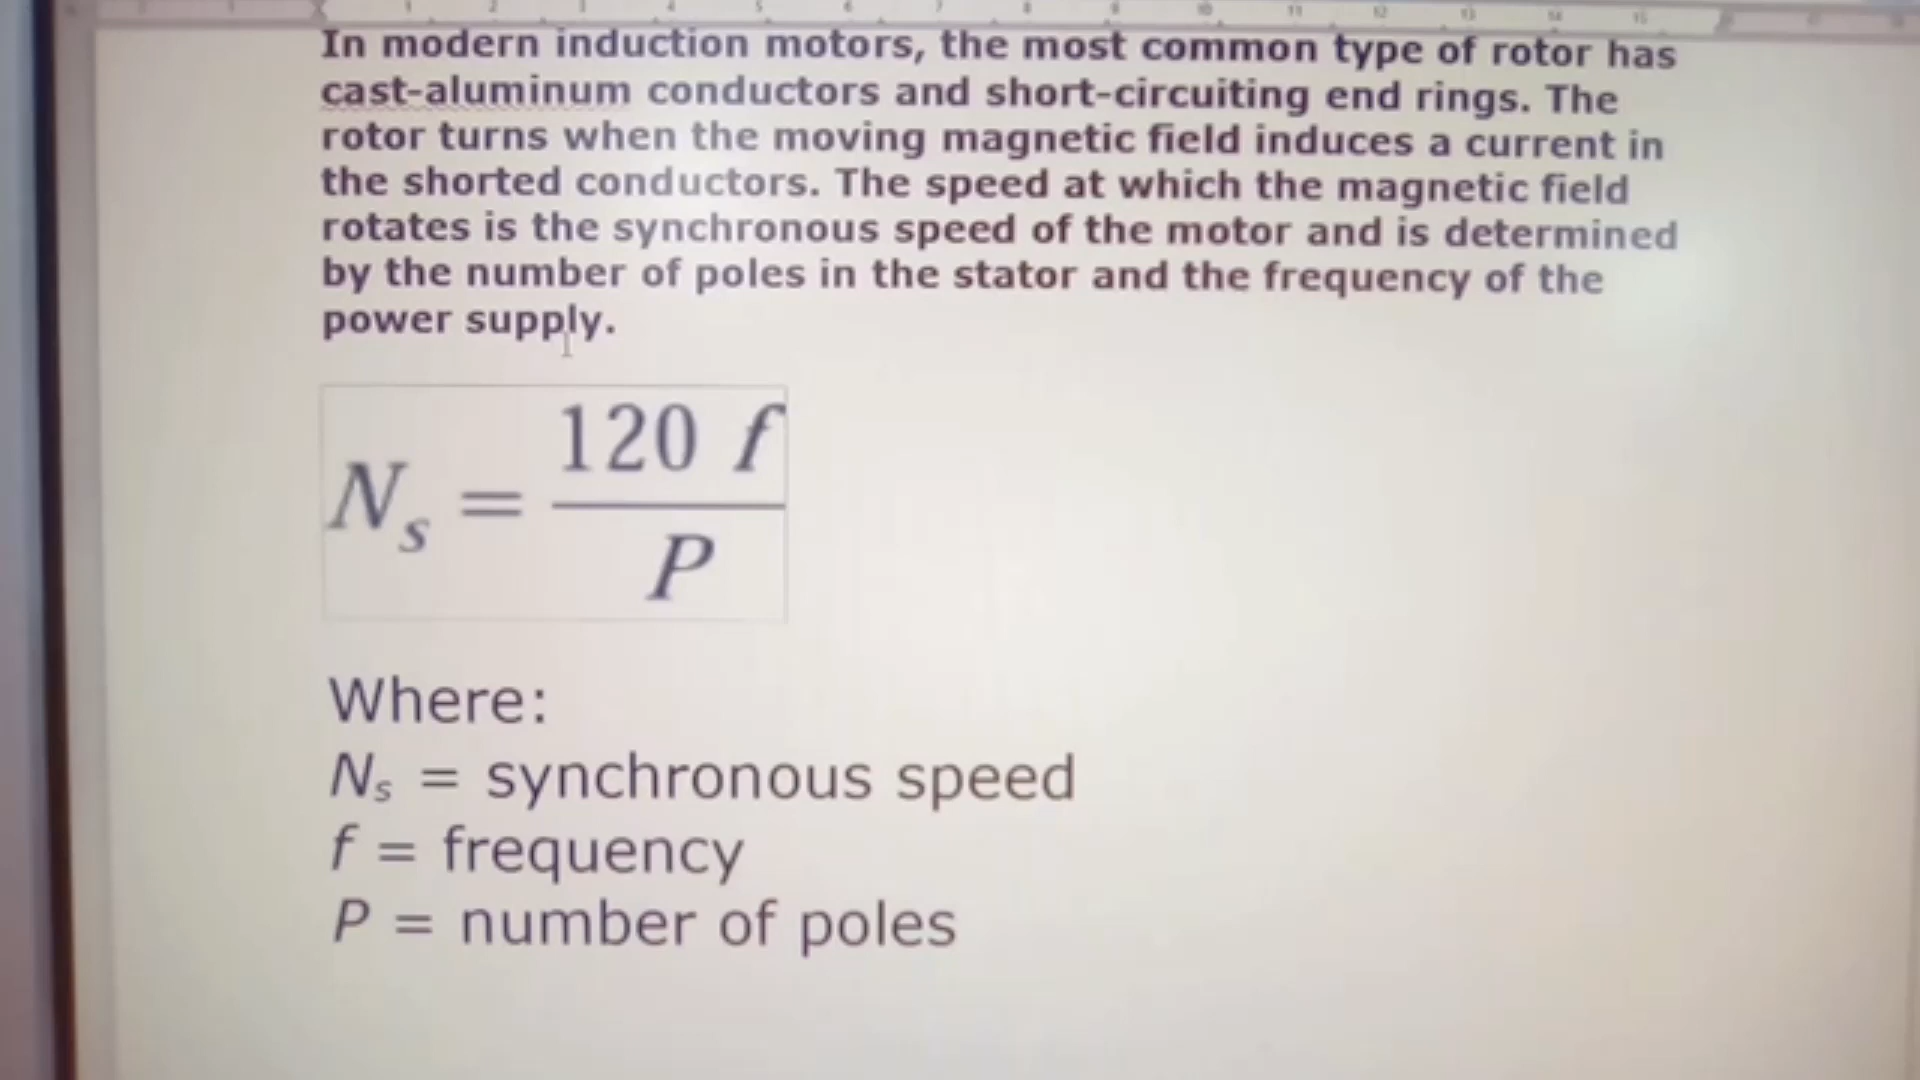 In modern induction motors, the most common type of rotor has
cast-aluminum conductors and short-circuiting end rings. The
rotor turns when the moving magnetic field induces a current in
the shorted conductors. The speed at which the magnetic field
rotates is the synchronous speed of the motor and is determined
by the number of poles in the stator and the frequency of the
power supply.
Ns = 120 f / P
Where:
Ns = synchronous speed
f = frequency
P = number of poles